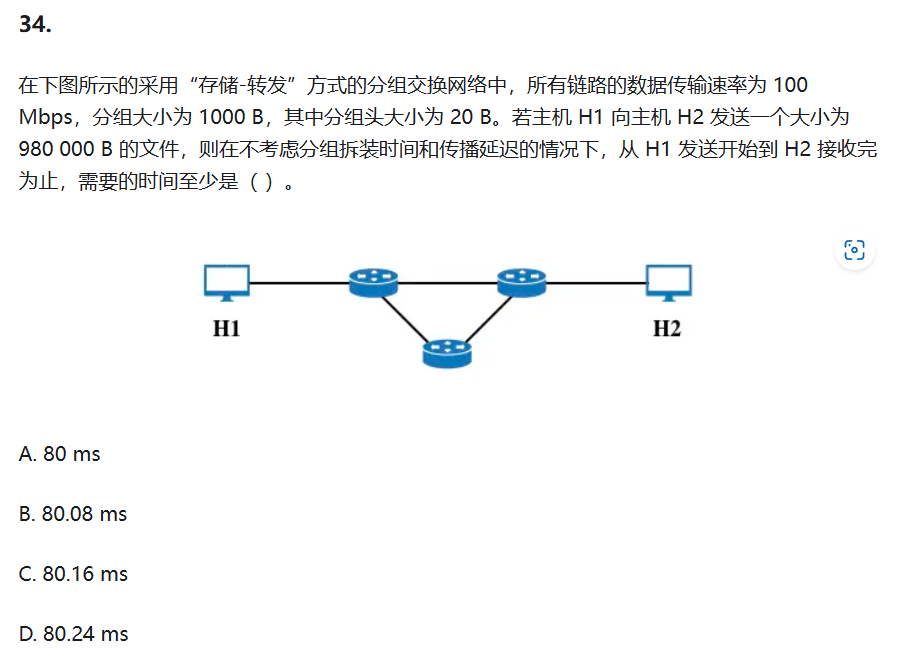 34.
在下图所示的采用“存储-转发”方式的分组交换网络中，所有链路的数据传输速率为 100
Mbps，分组大小为 1000 B，其中分组头大小为 20 B。若主机 H1 向主机 H2 发送一个大小为
980 000 B 的文件，则在不考虑分组拆装时间和传播延迟的情况下，从 H1 发送开始到 H2 接收完
为止，需要的时间至少是（ ）。
H1 H2
A. 80 ms
B. 80.08 ms
C. 80.16 ms
D. 80.24 ms